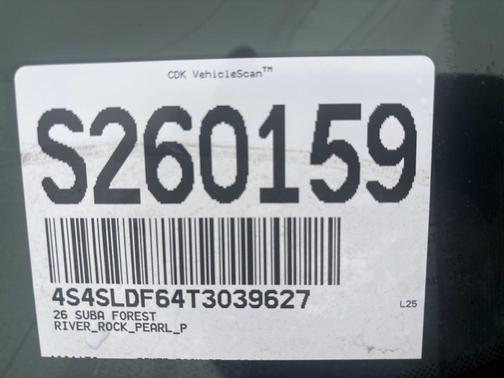 CDK VehicleScan™
S260159
4S4SLDF64T3039627
L25
26 SUBA FOREST
RIVER_ROCK_PEARL_P